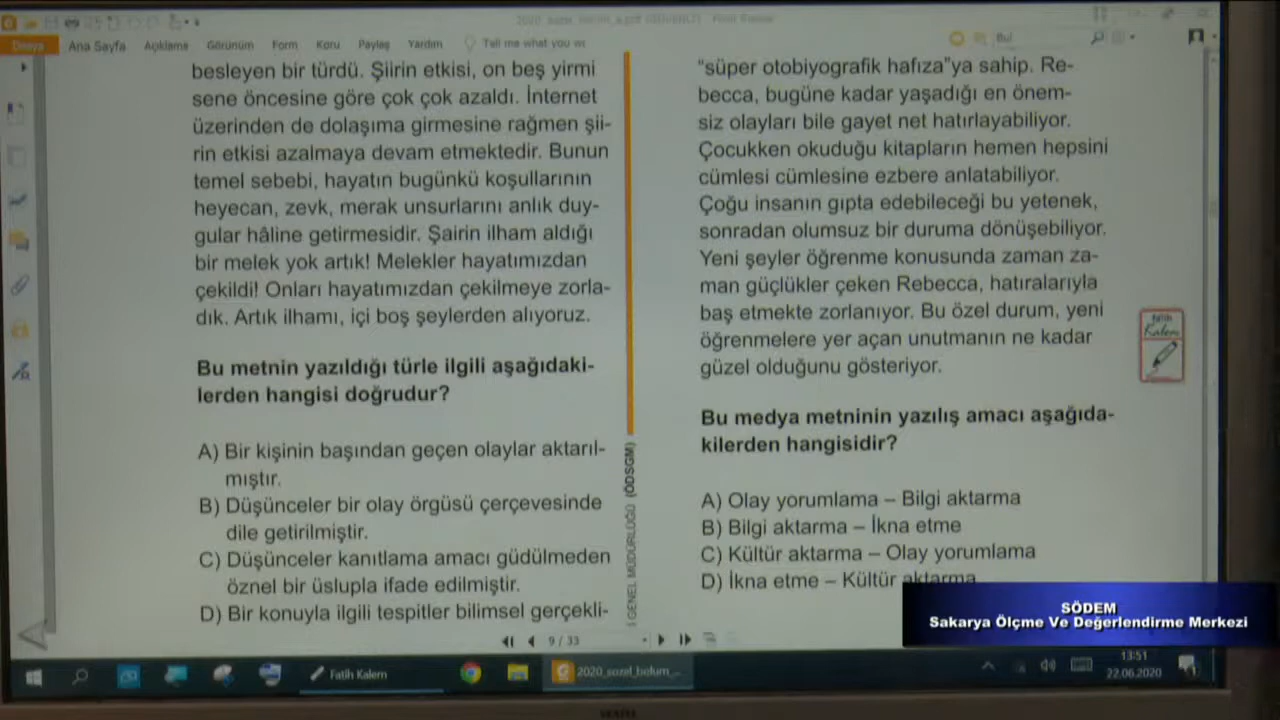 Dosya Ana Sayfa Açıklama Görünüm Form Koru Paylaş Yardım Tell me what you wa Bul
besleyen bir türdü. Şiirin etkisi, on beş yirmi
sene öncesine göre çok çok azaldı. İnternet
üzerinden de dolaşıma girmesine rağmen şii-
rin etkisi azalmaya devam etmektedir. Bunun
temel sebebi, hayatın bugünkü koşullarının
heyecan, zevk, merak unsurlarını anlık duy-
gular hâline getirmesidir. Şairin ilham aldığı
bir melek yok artık! Melekler hayatımızdan
çekildi! Onları hayatımızdan çekilmeye zorla-
dık. Artık ilhamı, içi boş şeylerden alıyoruz.
Bu metnin yazıldığı türle ilgili aşağıdaki-
lerden hangisi doğrudur?
A) Bir kişinin başından geçen olaylar aktarıl-
mıştır.
B) Düşünceler bir olay örgüsü çerçevesinde
dile getirilmiştir.
C) Düşünceler kanıtlama amacı güdülmeden
öznel bir üslupla ifade edilmiştir.
D) Bir konuyla ilgili tespitler bilimsel gerçekli-
GENEL MÜDÜRLÜĞÜ (ÖDSGM)
"süper otobiyografik hafıza"ya sahip. Re-
becca, bugüne kadar yaşadığı en önem-
siz olayları bile gayet net hatırlayabiliyor.
Çocukken okuduğu kitapların hemen hepsini
cümlesi cümlesine ezbere anlatabiliyor.
Çoğu insanın gıpta edebileceği bu yetenek,
sonradan olumsuz bir duruma dönüşebiliyor.
Yeni şeyler öğrenme konusunda zaman za-
man güçlükler çeken Rebecca, hatıralarıyla
baş etmekte zorlanıyor. Bu özel durum, yeni
öğrenmelere yer açan unutmanın ne kadar
güzel olduğunu gösteriyor.
Bu medya metninin yazılış amacı aşağıda-
kilerden hangisidir?
A) Olay yorumlama – Bilgi aktarma
B) Bilgi aktarma – İkna etme
C) Kültür aktarma – Olay yorumlama
D) İkna etme – Kültür aktarma
Fatih
Kalem
SÖDEM
Sakarya Ölçme Ve Değerlendirme Merkezi
9 / 33
Fatih Kalem
2020_sozel_bolum_...
13:51
22.06.2020